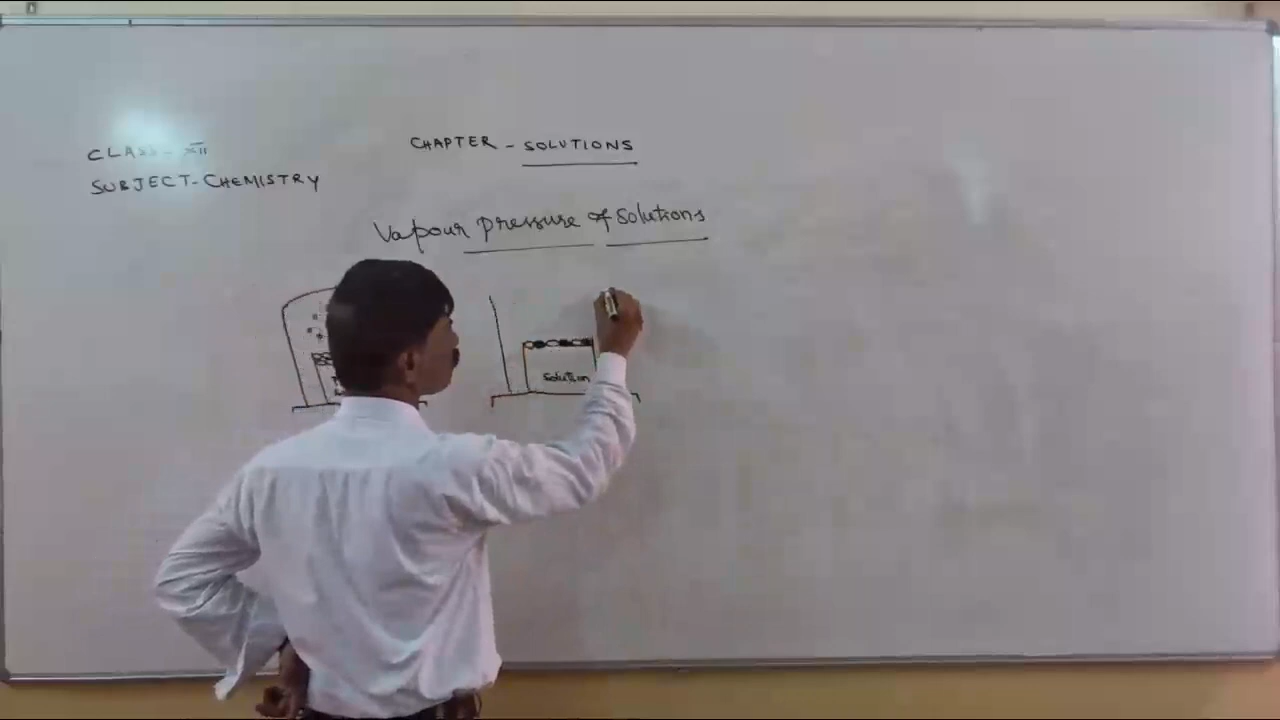 CLASS - XII
SUBJECT - CHEMISTRY
CHAPTER - SOLUTIONS
Vapour pressure of solutions
Solution